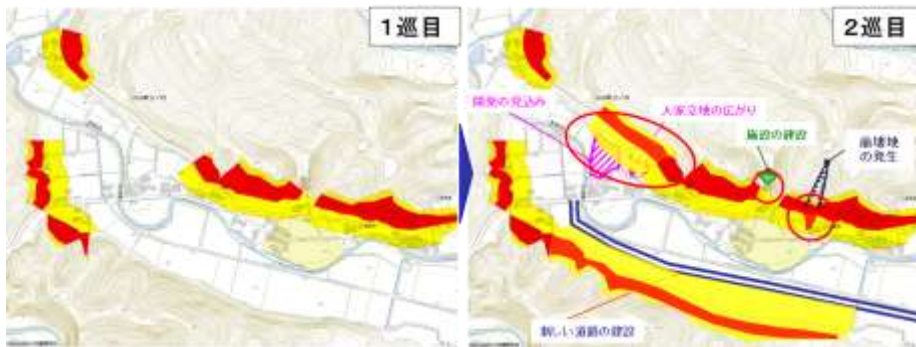 1巡目
2巡目
開発の見込み
人家立地の広がり
施設の建設
崩壊地
の発生
新しい道路の建設